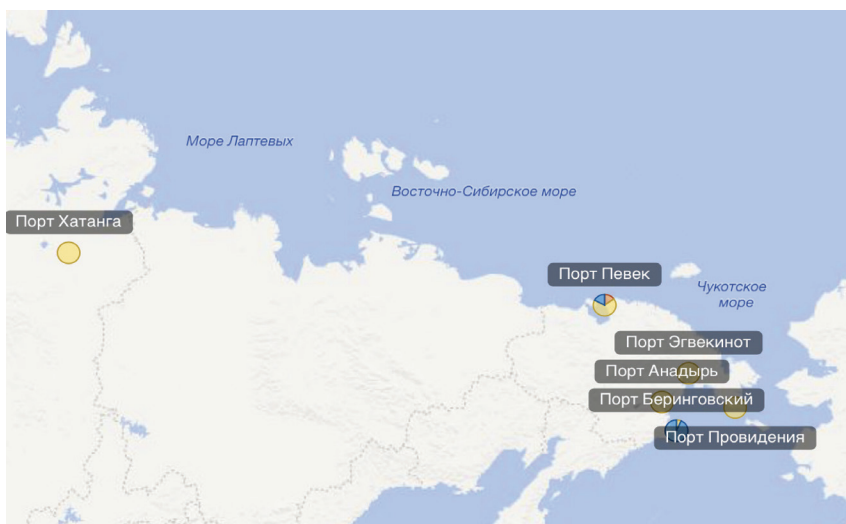 Море Лаптевых
Восточно-Сибирское море
Порт Хатанга
Порт Певек
Чукотское
море
Порт Эгвекинот
Порт Анадырь
Порт Беринговский
Порт Провидения